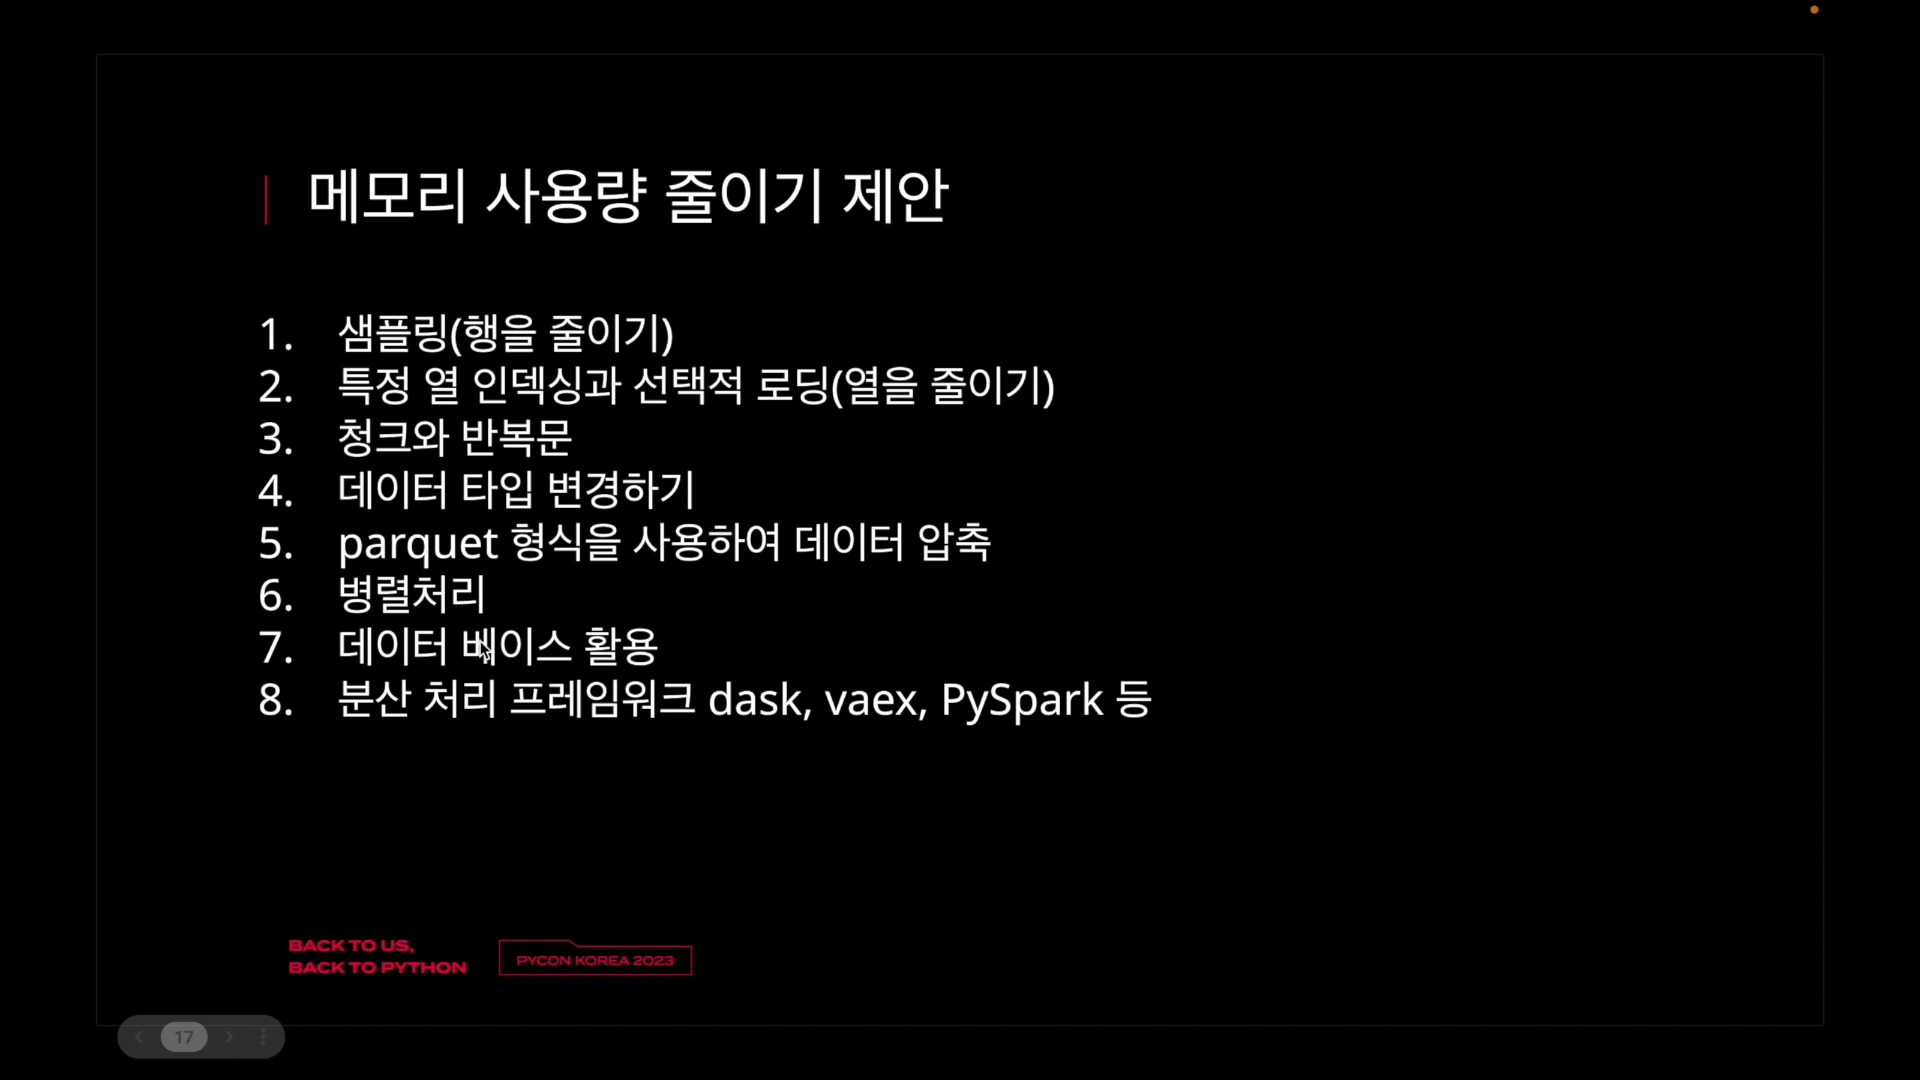 메모리 사용량 줄이기 제안
1. 샘플링(행을 줄이기)
2. 특정 열 인덱싱과 선택적 로딩(열을 줄이기)
3. 청크와 반복문
4. 데이터 타입 변경하기
5. parquet 형식을 사용하여 데이터 압축
6. 병렬처리
7. 데이터 베이스 활용
8. 분산 처리 프레임워크 dask, vaex, PySpark 등
BACK TO US,
BACK TO PYTHON
PYCON KOREA 2023
17